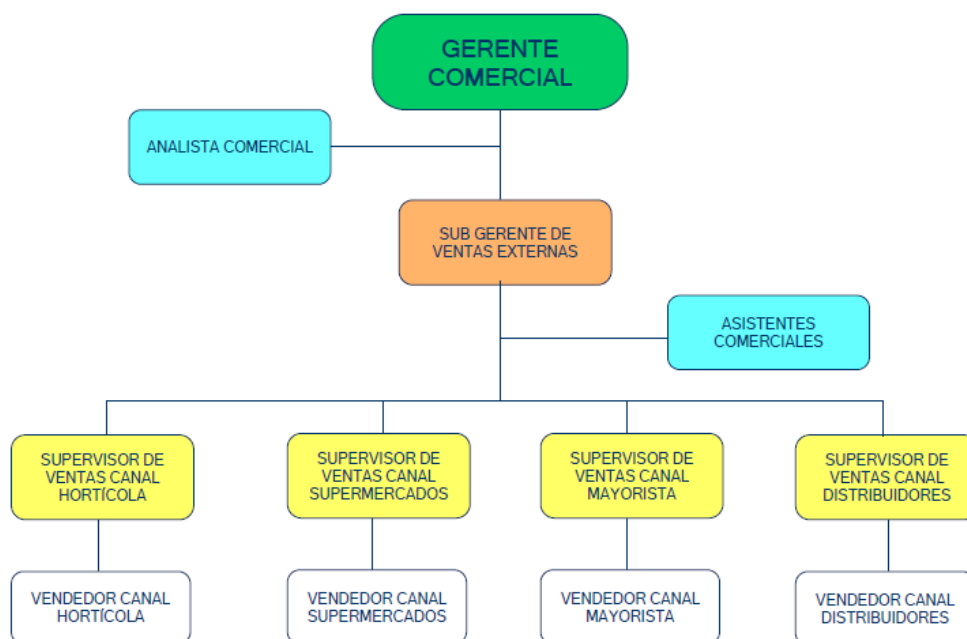 GERENTE
COMERCIAL
ANALISTA COMERCIAL
SUB GERENTE DE
VENTAS EXTERNAS
ASISTENTES
COMERCIALES
SUPERVISOR DE
VENTAS CANAL
HORTÍCOLA
SUPERVISOR DE
VENTAS CANAL
SUPERMERCADOS
SUPERVISOR DE
VENTAS CANAL
MAYORISTA
SUPERVISOR DE
VENTAS CANAL
DISTRIBUIDORES
VENDEDOR CANAL
HORTÍCOLA
VENDEDOR CANAL
SUPERMERCADOS
VENDEDOR CANAL
MAYORISTA
VENDEDOR CANAL
DISTRIBUIDORES